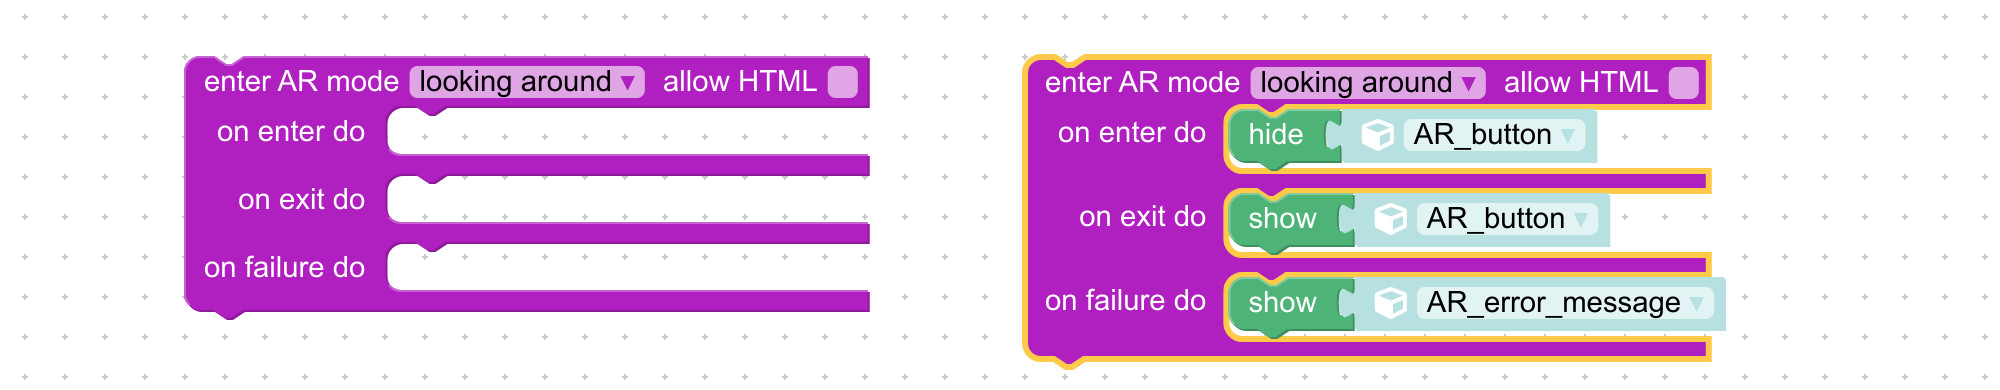 enter AR mode looking around ▼ allow HTML
on enter do
on exit do
on failure do
enter AR mode looking around ▼ allow HTML
on enter do hide AR_button ▼
on exit do show AR_button ▼
on failure do show AR_error_message ▼